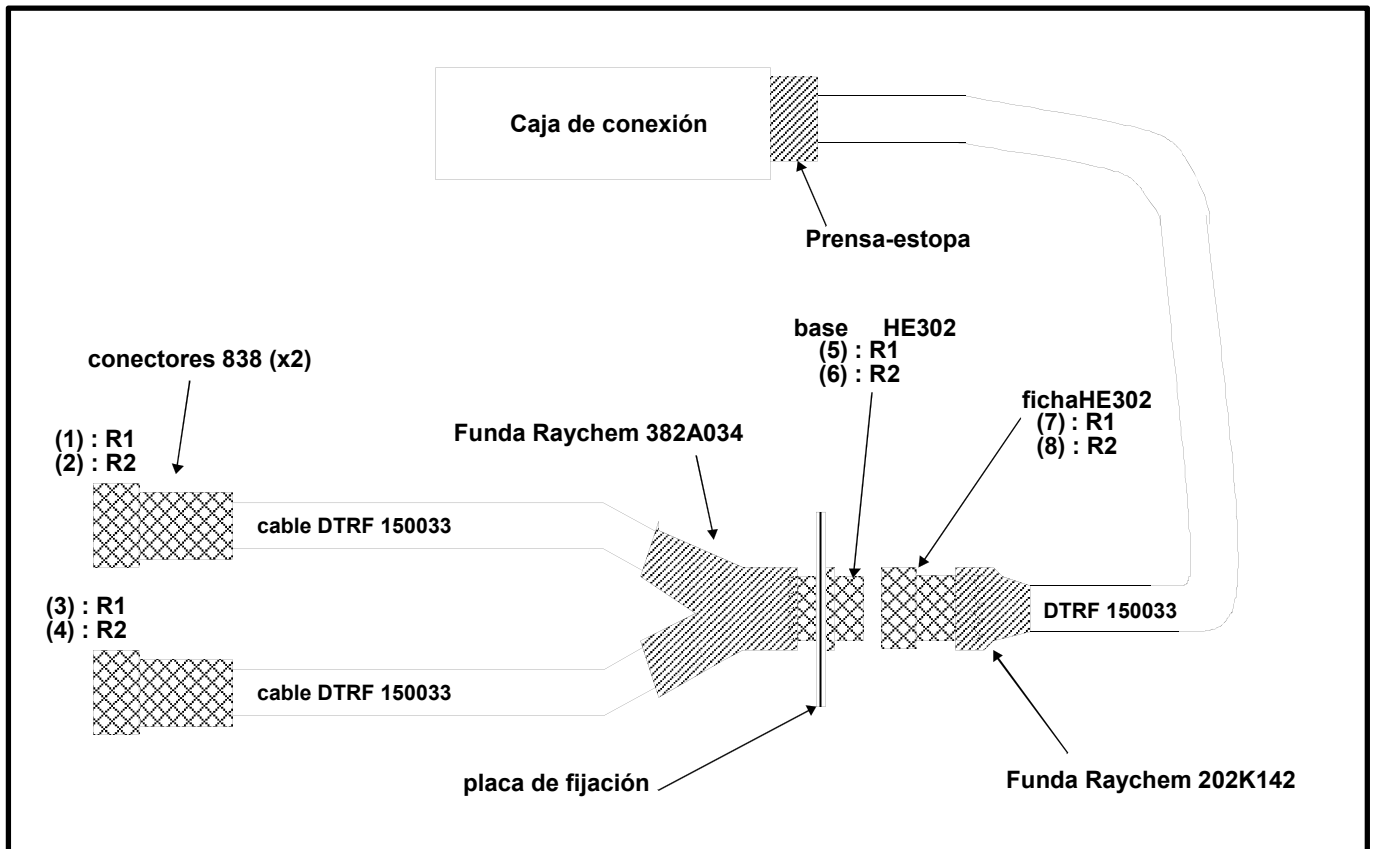 Caja de conexión
Prensa-estopa
base HE302
(5) : R1
(6) : R2
conectores 838 (x2)
fichaHE302
(7) : R1
(8) : R2
(1) : R1
(2) : R2
Funda Raychem 382A034
cable DTRF 150033
(3) : R1
(4) : R2
DTRF 150033
cable DTRF 150033
placa de fijación
Funda Raychem 202K142